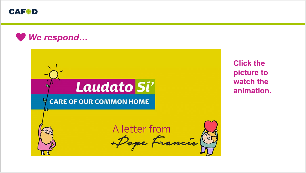 CAFOD
We respond...
Click the
picture to
watch the
animation.
Laudato Si'
CARE OF OUR COMMON HOME
A letter from
Pope Francis